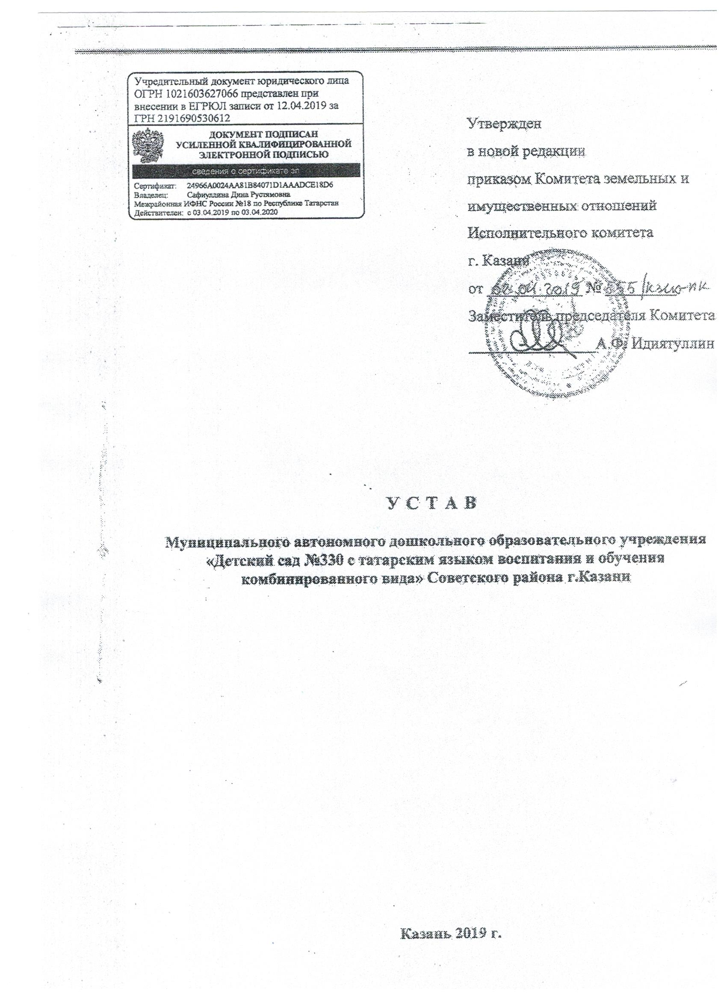 Учредительный документ юридического лица
ОГРН 1021603627066 представлен при
внесении в ЕГРЮЛ записи от 12.04.2019 за
ГРН 2191690530612
ДОКУМЕНТ ПОДПИСАН
УСИЛЕННОЙ КВАЛИФИЦИРОВАННОЙ
ЭЛЕКТРОННОЙ ПОДПИСЬЮ
сведения о сертификате эп
Сертификат: 24966A0024AA81B84071D1AAADCE18D6
Владелец: Сафиуллина Дина Рустямовна
Межрайонная ИФНС России №18 по Республике Татарстан
Действителен: с 03.04.2019 по 03.04.2020
Утвержден
в новой редакции
приказом Комитета земельных и
имущественных отношений
Исполнительного комитета
г. Казани
от 02.04.2019 №
Заместитель председателя Комитета
А.Ф. Идиятуллин
У С Т А В
Муниципального автономного дошкольного образовательного учреждения
«Детский сад №330 с татарским языком воспитания и обучения
комбинированного вида» Советского района г.Казани
Казань 2019 г.